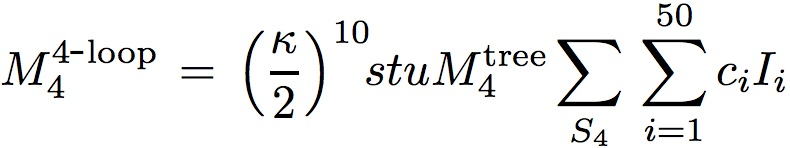 M_4^{4-loop} = (κ/2)^{10} stu M_4^{tree} ∑_{S_4} ∑_{i=1}^{50} c_i I_i